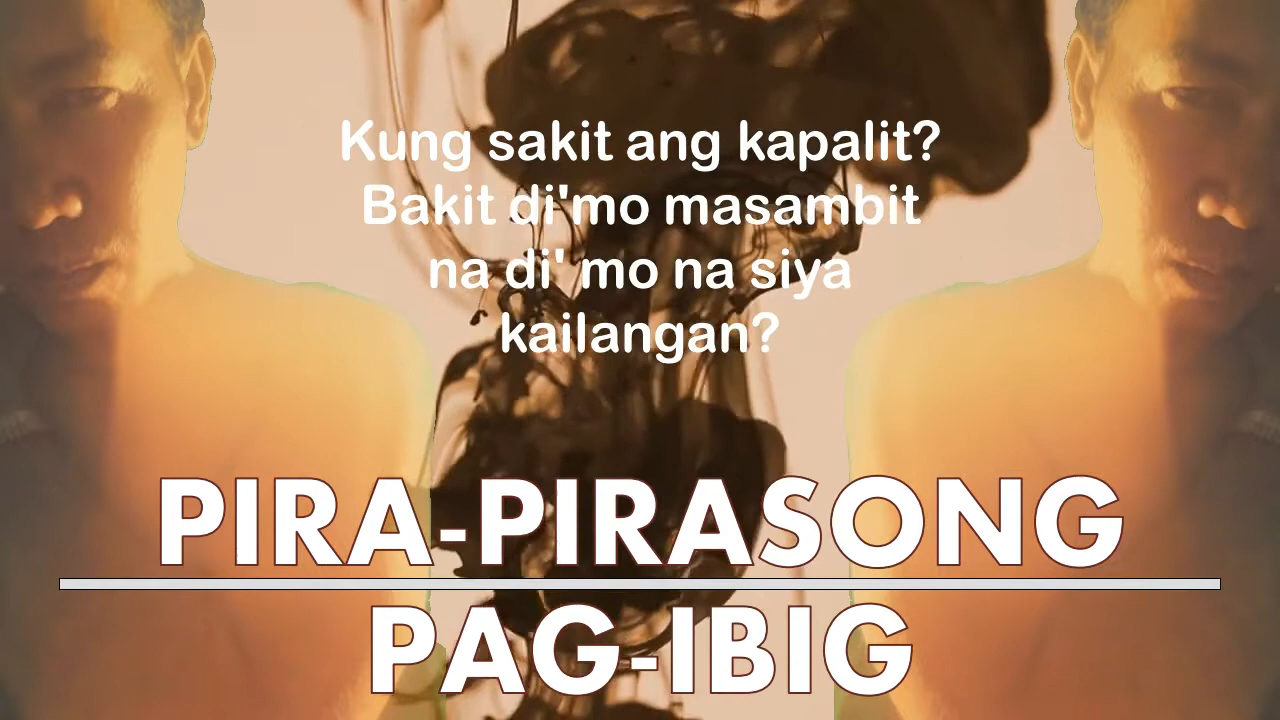 Kung sakit ang kapalit?
Bakit di'mo masambit
na di' mo na siya
kailangan?
PIRA-PIRASONG
PAG-IBIG